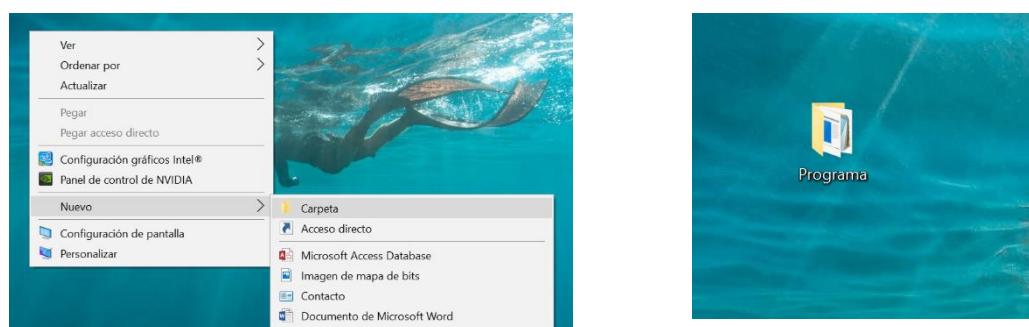 Ver
Ordenar por
Actualizar
Pegar
Pegar acceso directo
Configuración gráficos Intel®
Panel de control de NVIDIA
Nuevo
Configuración de pantalla
Personalizar
Carpeta
Acceso directo
Microsoft Access Database
Imagen de mapa de bits
Contacto
Documento de Microsoft Word
Programa